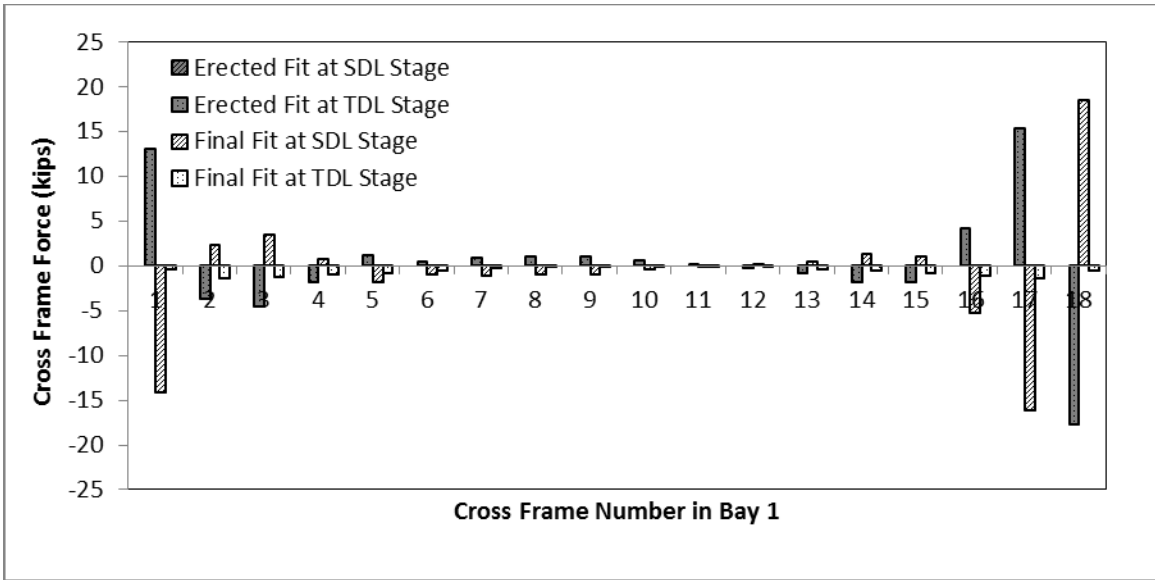 25
20
15
10
5
0
-5
-10
-15
-20
-25
Cross Frame Force (kips)
Erected Fit at SDL Stage
Erected Fit at TDL Stage
Final Fit at SDL Stage
Final Fit at TDL Stage
1 2 3 4 5 6 7 8 9 10 11 12 13 14 15 16 17 18
Cross Frame Number in Bay 1